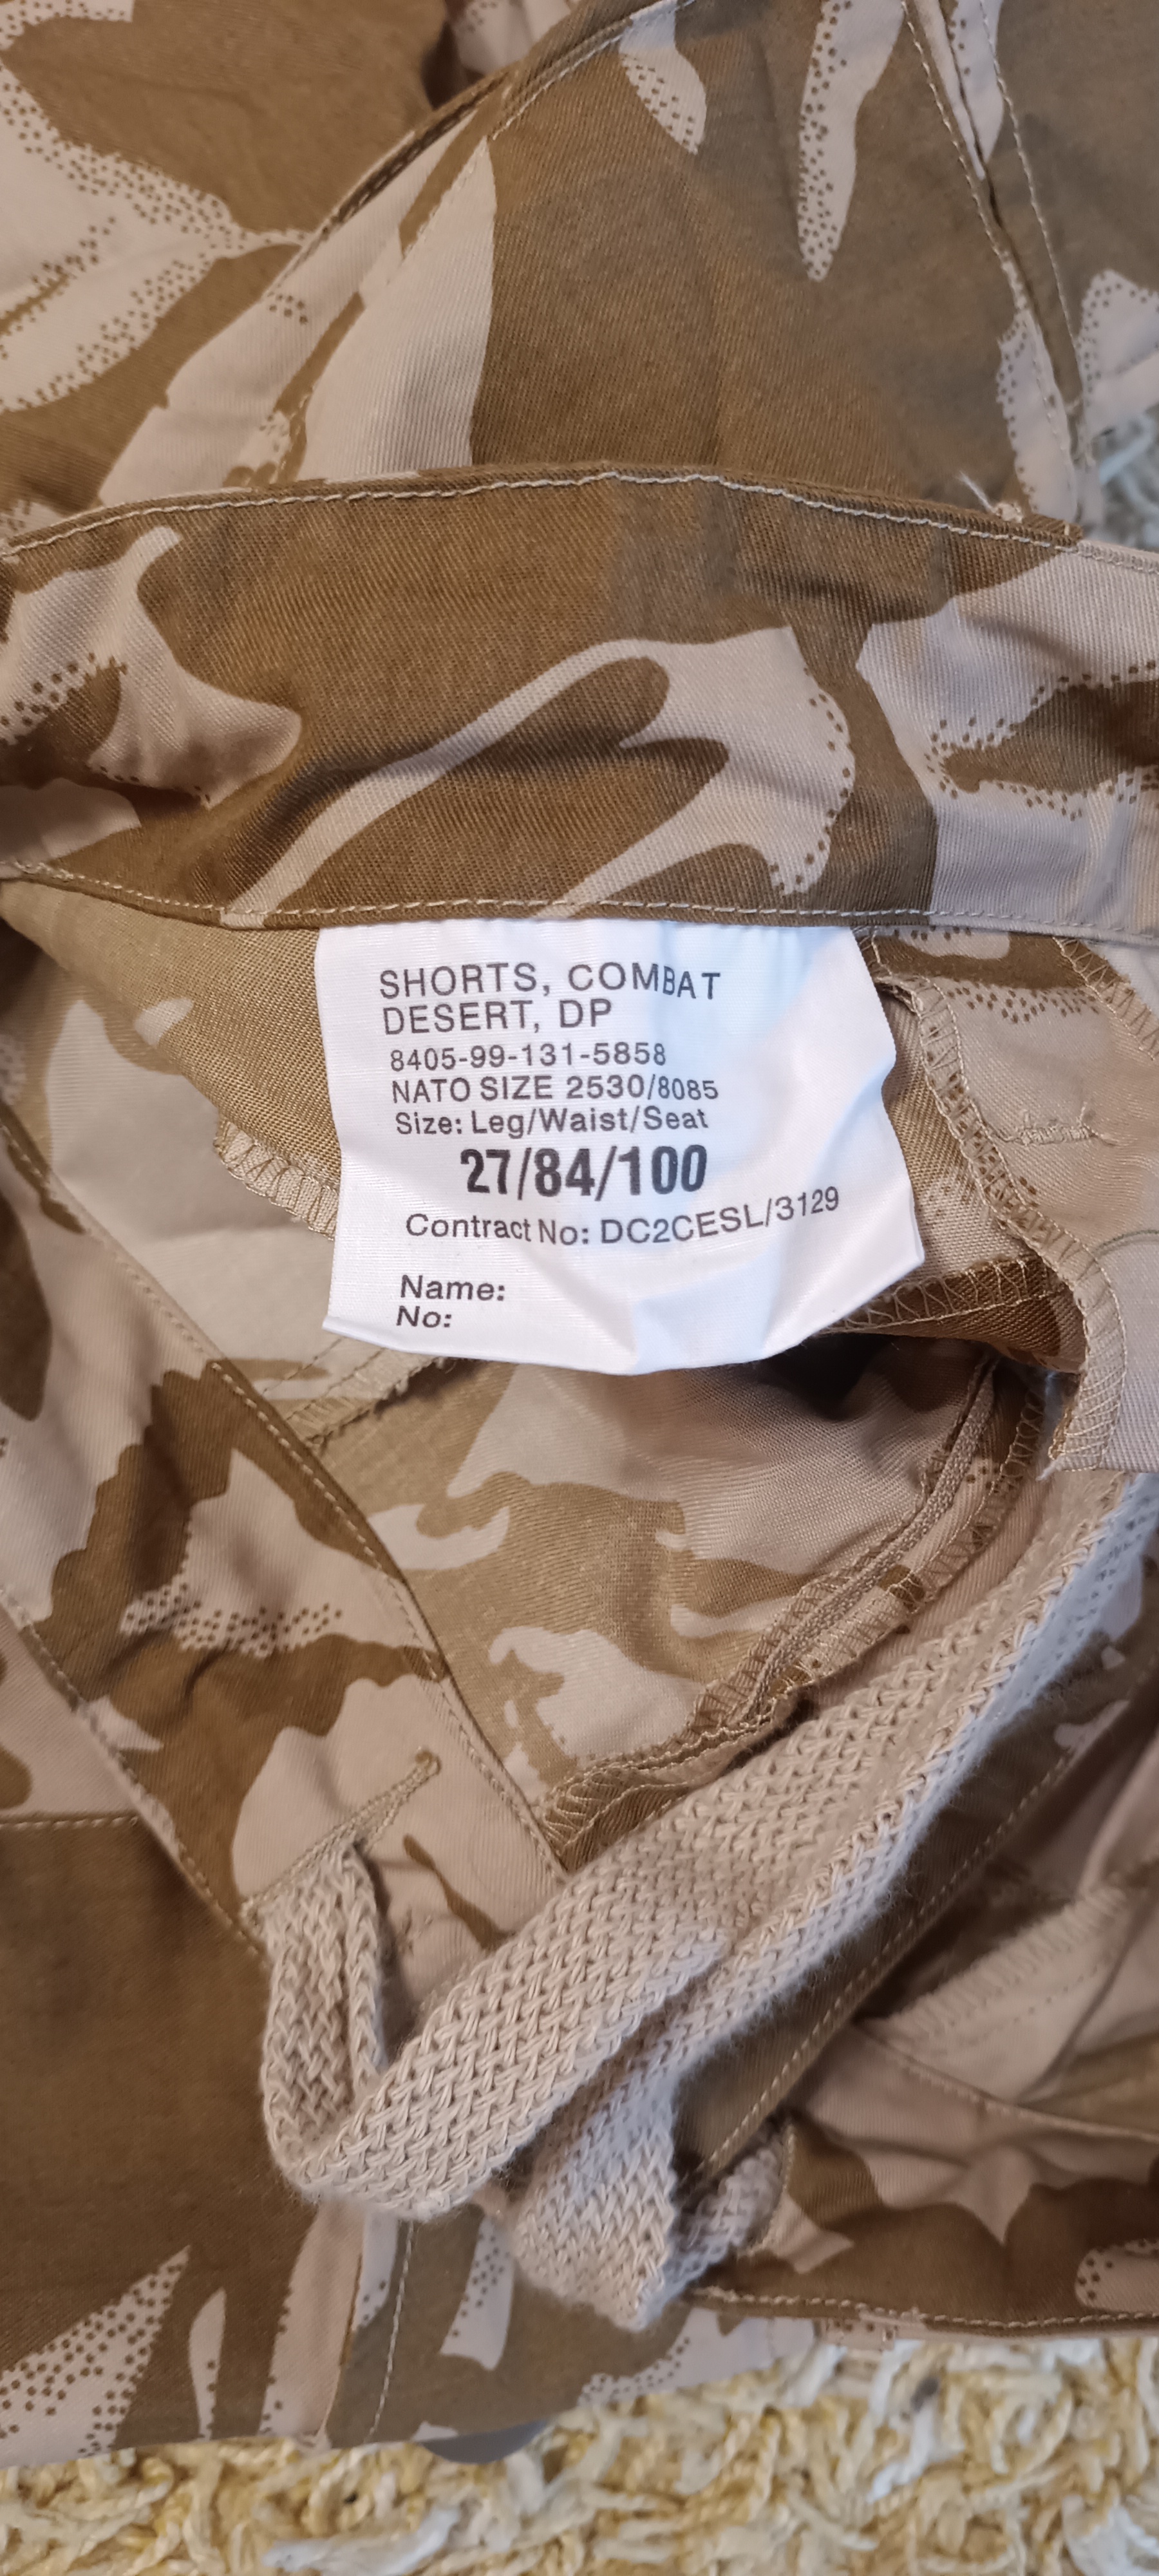 SHORTS, COMBAT
DESERT, DP
8405-99-131-5858
NATO SIZE 2530/8085
Size: Leg/Waist/Seat
27/84/100
Contract No: DC2CESL/3129
Name:
No: